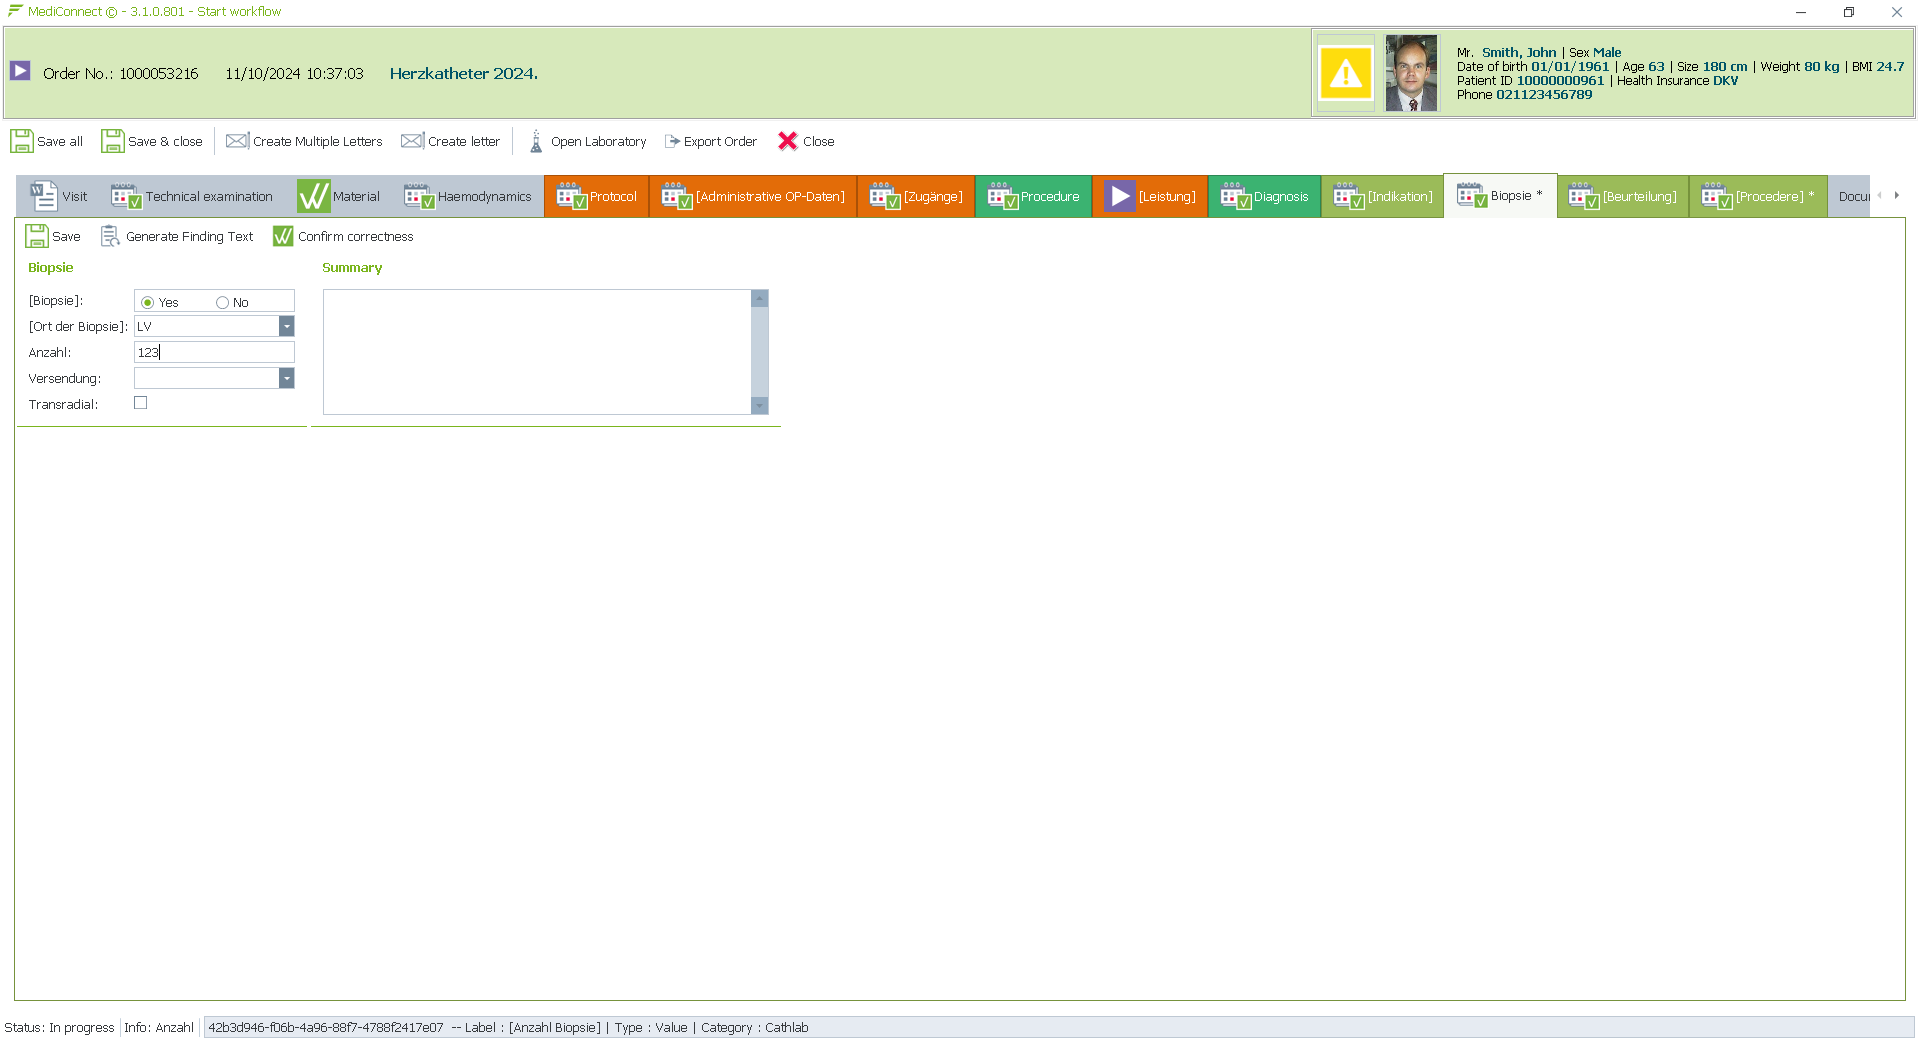 MediConnect © - 3.1.0.801 - Start workflow
Order No.: 1000053216 11/10/2024 10:37:03 Herzkatheter 2024.
Mr. Smith, John | Sex Male
Date of birth 01/01/1961 | Age 63 | Size 180 cm | Weight 80 kg | BMI 24.7
Patient ID 10000000961 | Health Insurance DKV
Phone 021123456789
Save all Save & close Create Multiple Letters Create letter Open Laboratory Export Order Close
Visit Technical examination Material Haemodynamics Protocol [Administrative OP-Daten] [Zugänge] Procedure [Leistung] Diagnosis [Indikation] Biopsie * [Beurteilung] [Procedere] * Docu
Save Generate Finding Text Confirm correctness
Biopsie Summary
[Biopsie]: Yes No
[Ort der Biopsie]: LV
Anzahl: 123
Versendung:
Transradial:
Status: In progress Info: Anzahl 42b3d946-f06b-4a96-88f7-4788f2417e07 -- Label : [Anzahl Biopsie] | Type : Value | Category : Cathlab